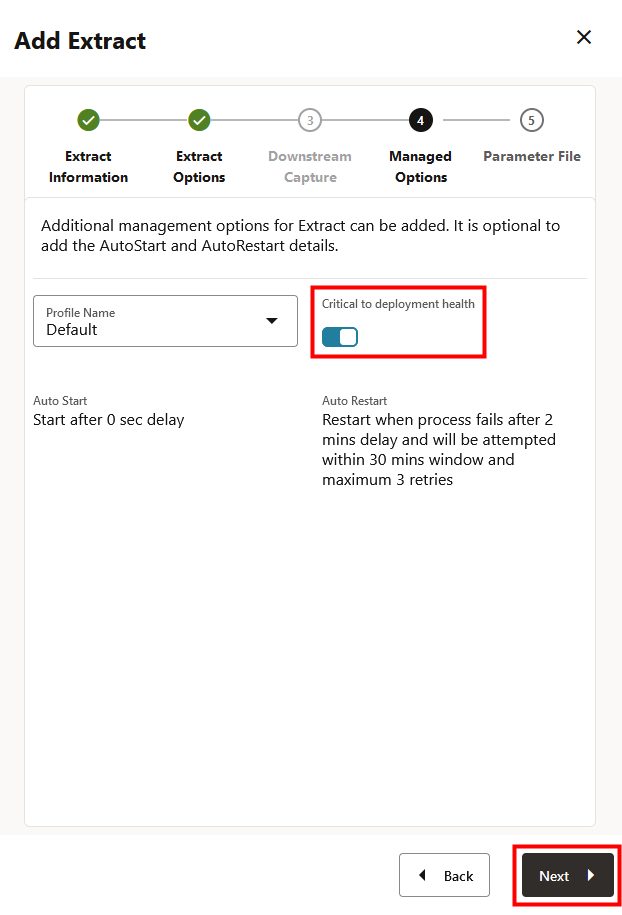 Add Extract
3
4
5
Extract Information
Extract Options
Downstream Capture
Managed Options
Parameter File
Additional management options for Extract can be added. It is optional to
add the AutoStart and AutoRestart details.
Profile Name
Default
Critical to deployment health
Auto Start
Start after 0 sec delay
Auto Restart
Restart when process fails after 2
mins delay and will be attempted
within 30 mins window and
maximum 3 retries
Back
Next